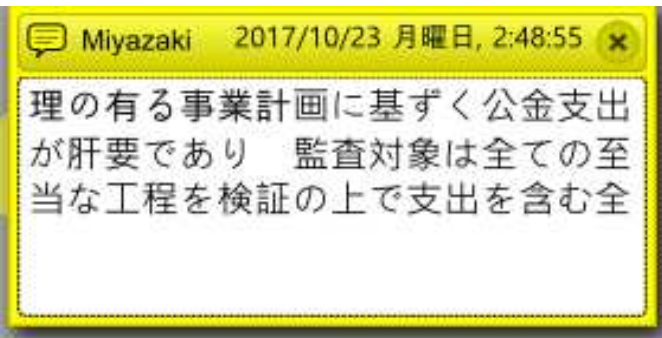 Miyazaki 2017/10/23 月曜日, 2:48:55
理の有る事業計画に基ずく公金支出
が肝要であり　監査対象は全ての至
当な工程を検証の上で支出を含む全